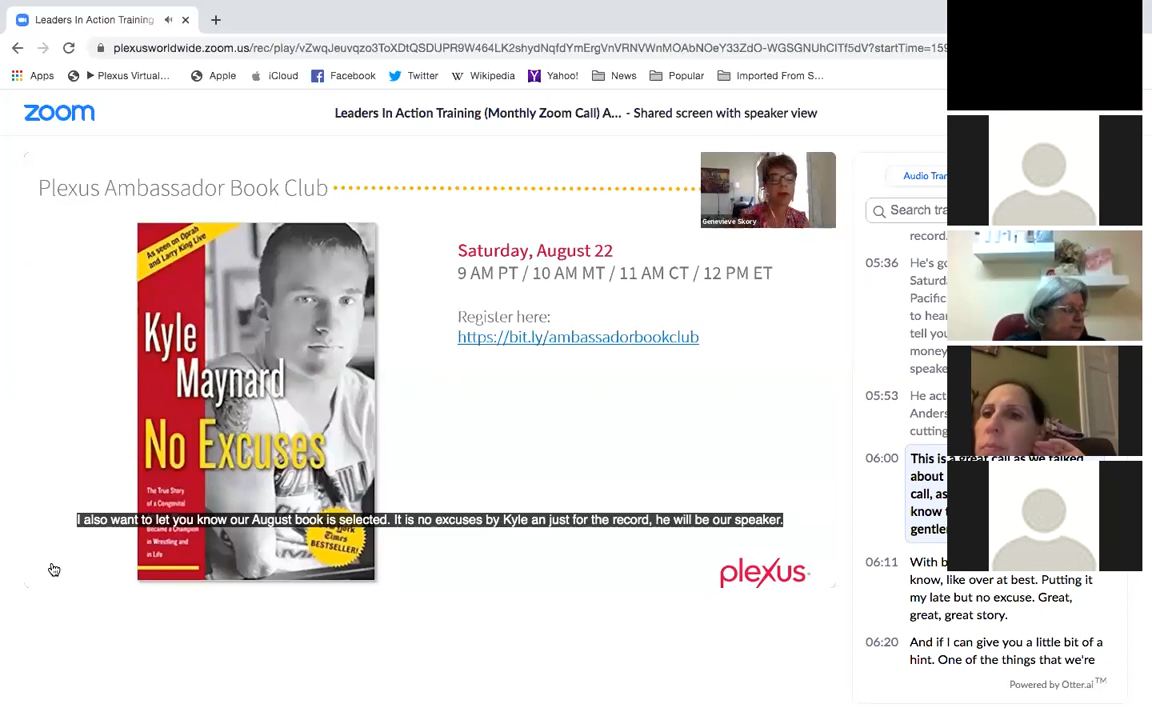 Leaders In Action Training
plexusworldwide.zoom.us/rec/play/
Apps
Plexus Virtual...
Apple
iCloud
Facebook
Twitter
Wikipedia
Yahoo!
News
Popular
Imported From S...
zoom
Leaders In Action Training (Monthly Zoom Call) A... - Shared screen with speaker view
Plexus Ambassador Book Club
Genevieve Skory
As seen on Oprah
and Larry King Live
Kyle
Maynard
No Excuses
The True Story
of a Congenital
Became a Champion
in Wrestling and
in Life
Times
BESTSELLER!
Saturday, August 22
9 AM PT / 10 AM MT / 11 AM CT / 12 PM ET
Register here:
https://bit.ly/ambassadorbookclub
I also want to let you know our August book is selected. It is no excuses by Kyle an just for the record, he will be our speaker.
plexus
Audio Tran
Search tra
record.
05:36
He's go
Saturda
Pacific
to hear
tell you
money
speake
05:53
He act
Anders
cutting
06:00
This is a great call as we talked
about
call, as
know t
gentle
06:11
With b
know, like over at best. Putting it
my late but no excuse. Great,
great, great story.
06:20
And if I can give you a little bit of a
hint. One of the things that we're
Powered by Otter.ai™